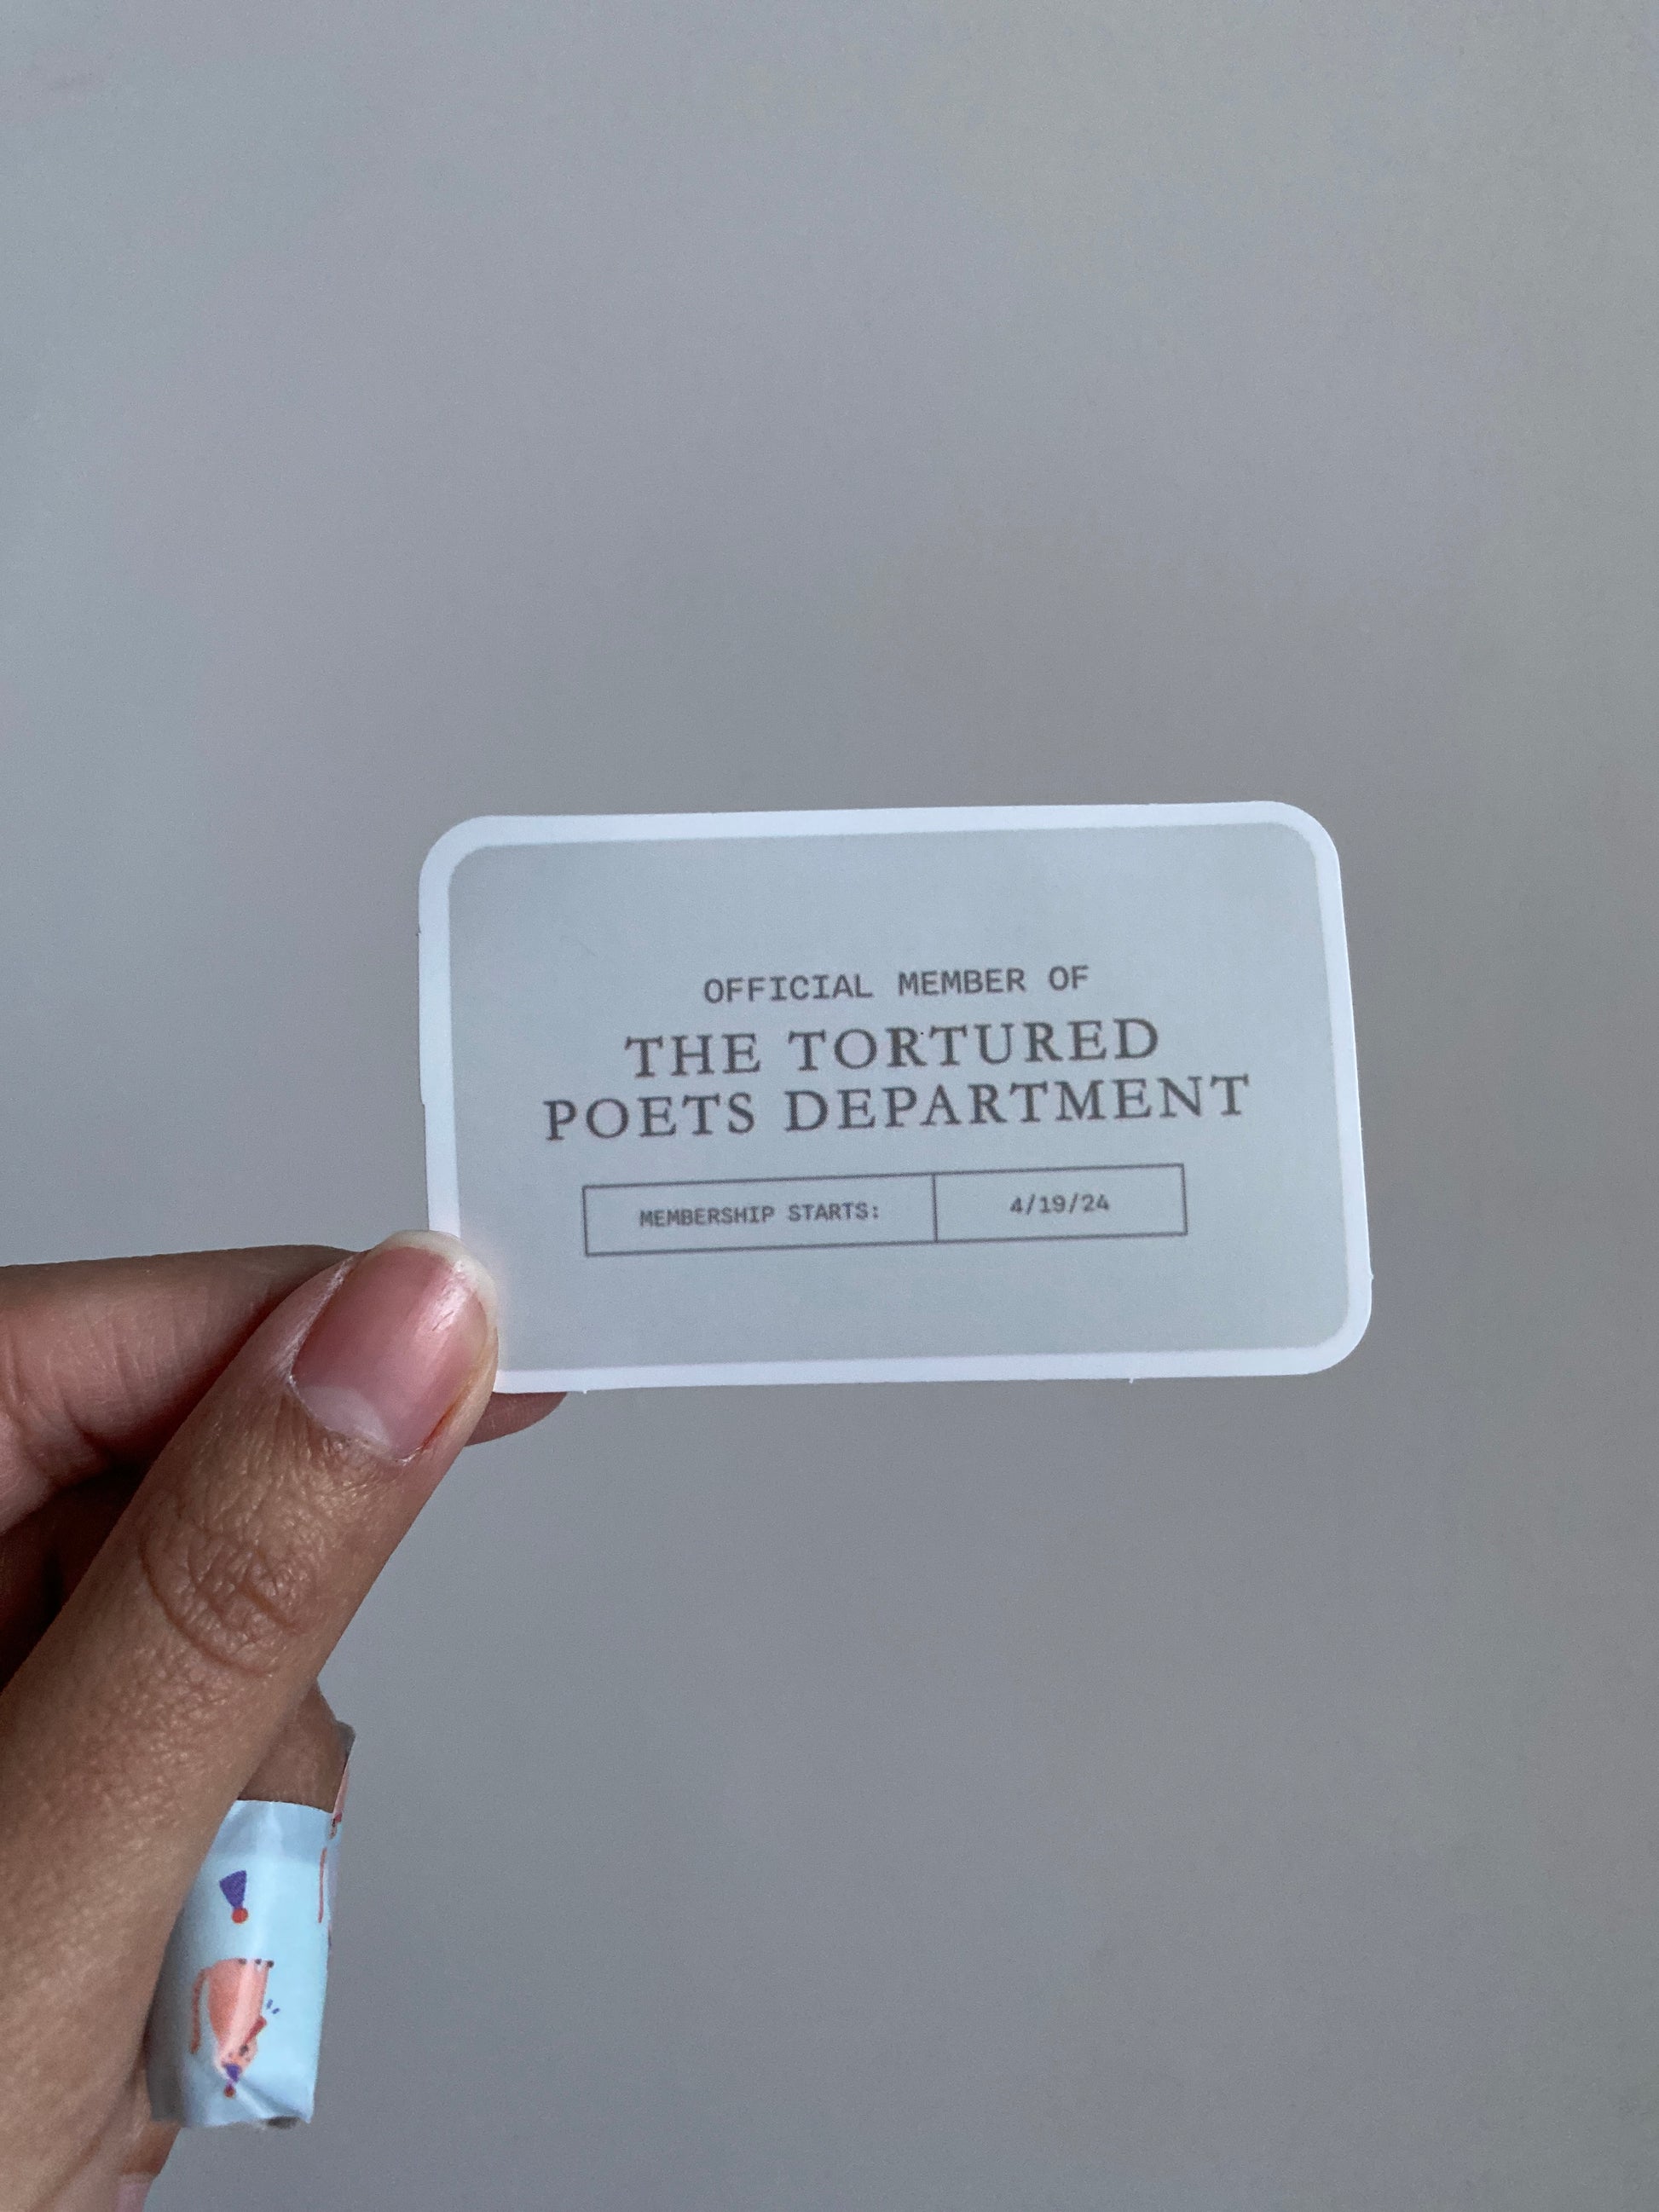 OFFICIAL MEMBER OF
THE TORTURED
POETS DEPARTMENT
MEMBERSHIP STARTS: 4/19/24